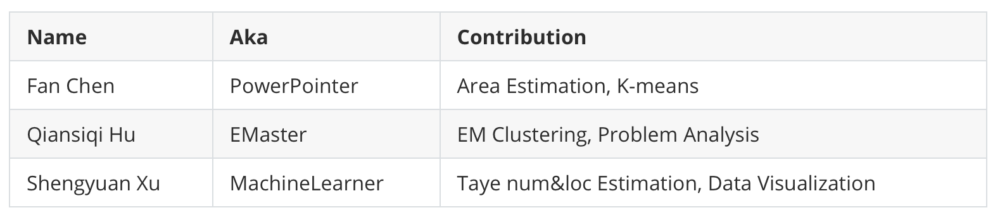 Name Aka Contribution
Fan Chen PowerPointer Area Estimation, K-means
Qiansiqi Hu EMaster EM Clustering, Problem Analysis
Shengyuan Xu MachineLearner Taye num&loc Estimation, Data Visualization